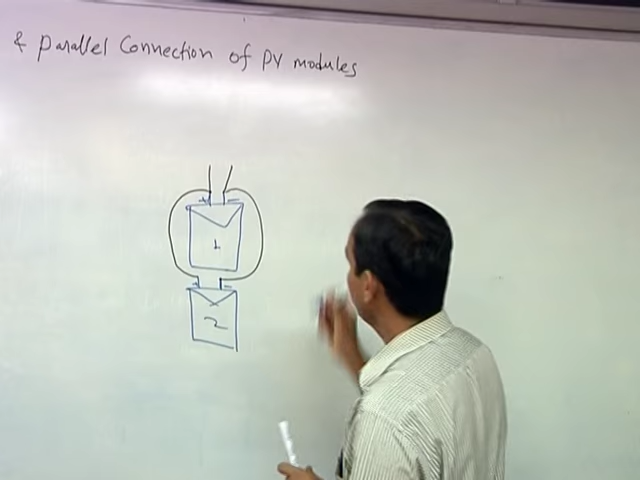 & parallel Connection of PV modules
+ -
1
+ -
2